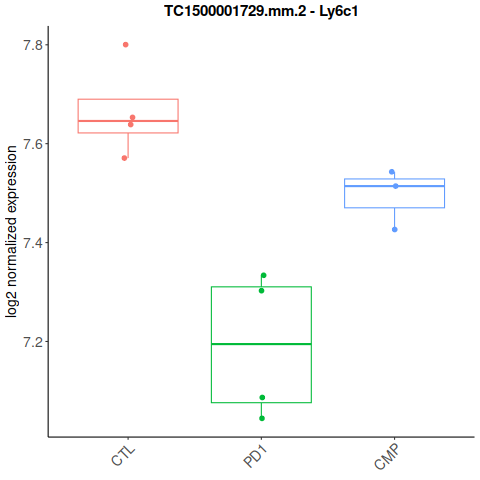 TC1500001729.mm.2 - Ly6c1
log2 normalized expression
7.8
7.6
7.4
7.2
CTL
PD1
CMP